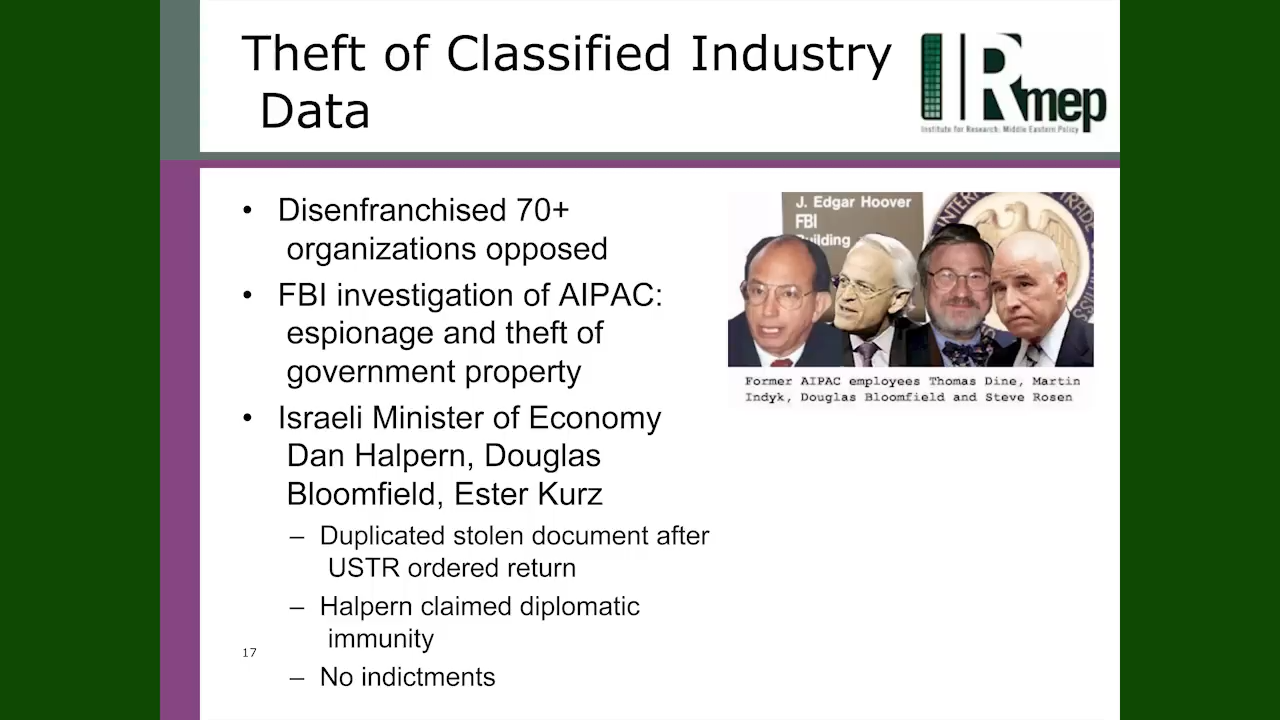 Theft of Classified Industry
Data
IRmep
Institute for Research: Middle Eastern Policy
• Disenfranchised 70+
organizations opposed
• FBI investigation of AIPAC:
espionage and theft of
government property
• Israeli Minister of Economy
Dan Halpern, Douglas
Bloomfield, Ester Kurz
– Duplicated stolen document after
USTR ordered return
– Halpern claimed diplomatic
immunity
– No indictments
J. Edgar Hoover
FBI
Building
Former AIPAC employees Thomas Dine, Martin
Indyk, Douglas Bloomfield and Steve Rosen
17